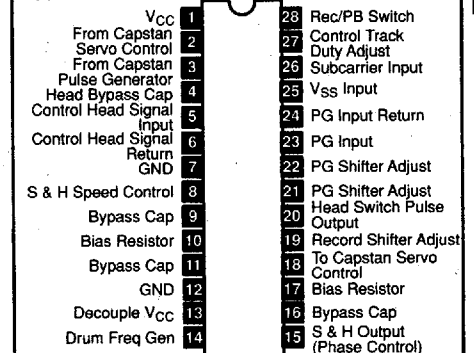 VCC 1
From Capstan
Servo Control 2
From Capstan
Pulse Generator 3
Head Bypass Cap 4
Control Head Signal
Input 5
Control Head Signal
Return 6
GND 7
S & H Speed Control 8
Bypass Cap 9
Bias Resistor 10
Bypass Cap 11
GND 12
Decouple VCC 13
Drum Freq Gen 14
28 Rec/PB Switch
27 Control Track
Duty Adjust
26 Subcarrier Input
25 VSS Input
24 PG Input Return
23 PG Input
22 PG Shifter Adjust
21 PG Shifter Adjust
20 Head Switch Pulse
Output
19 Record Shifter Adjust
18 To Capstan Servo
Control
17 Bias Resistor
16 Bypass Cap
15 S & H Output
(Phase Control)